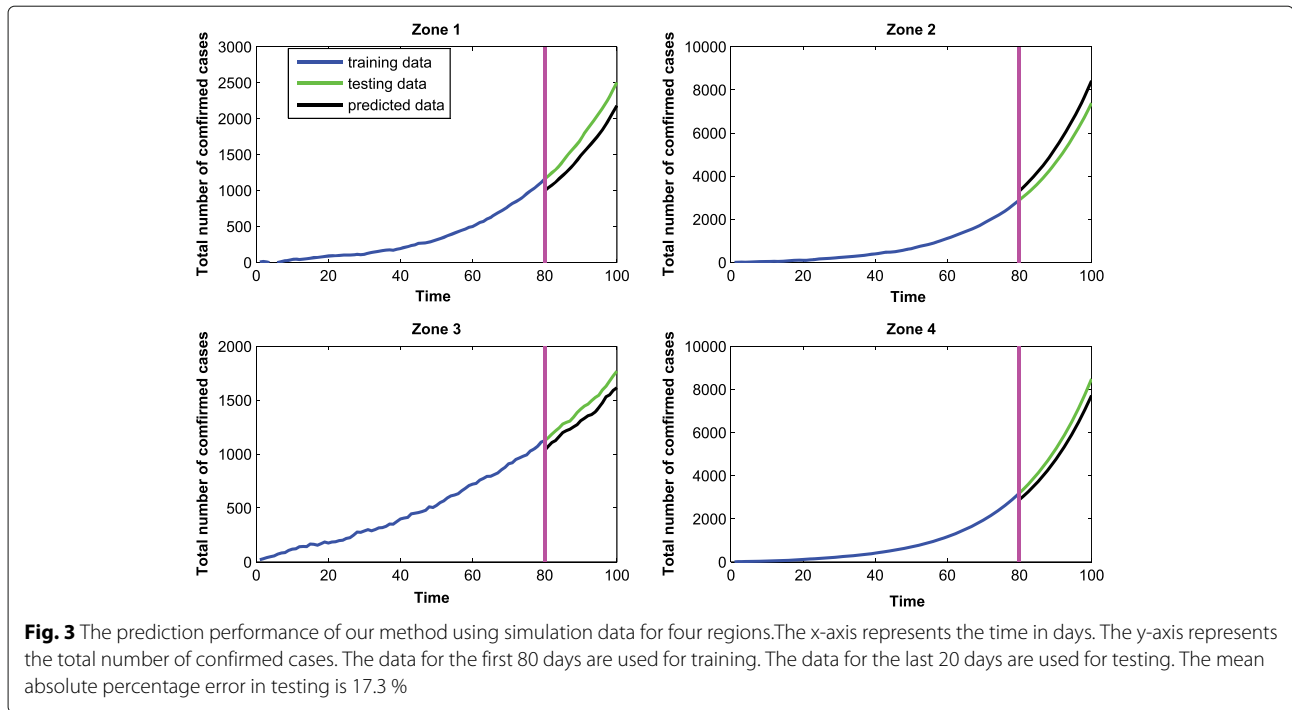 Zone 1
Total number of comfirmed cases
3000
2500
2000
1500
1000
500
0
training data
testing data
predicted data
0 20 40 60 80 100
Time
Zone 2
Total number of comfirmed cases
10000
8000
6000
4000
2000
0
0 20 40 60 80 100
Time
Zone 3
Total number of comfirmed cases
2000
1500
1000
500
0
0 20 40 60 80 100
Time
Zone 4
Total number of comfirmed cases
10000
8000
6000
4000
2000
0
0 20 40 60 80 100
Time
Fig. 3 The prediction performance of our method using simulation data for four regions.The x-axis represents the time in days. The y-axis represents
the total number of confirmed cases. The data for the first 80 days are used for training. The data for the last 20 days are used for testing. The mean
absolute percentage error in testing is 17.3 %